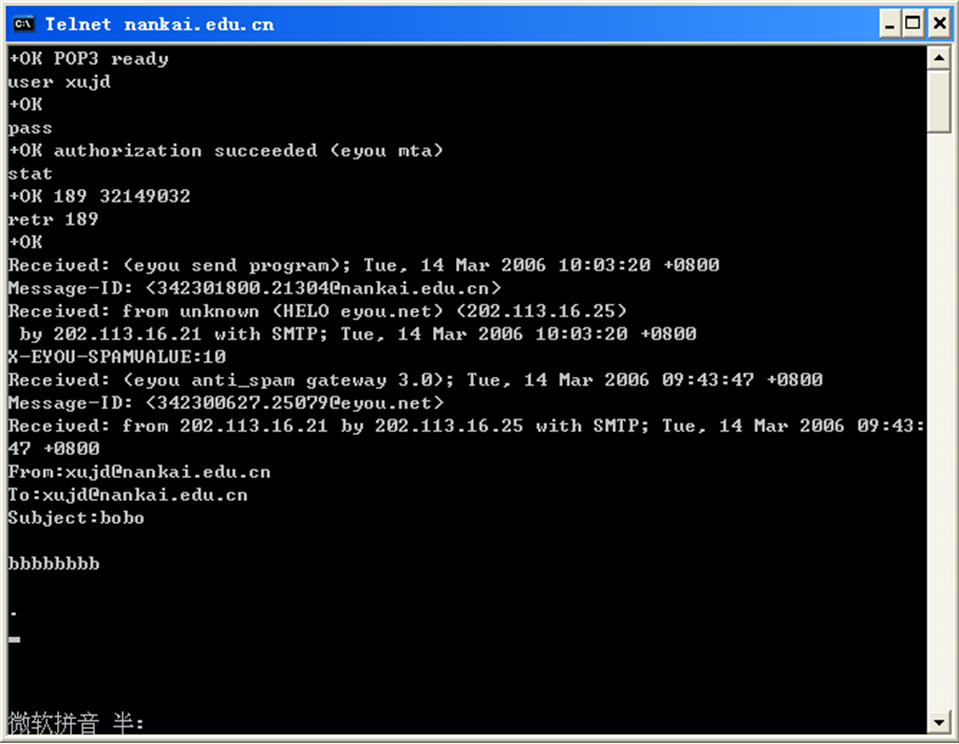 Telnet nankai.edu.cn
+OK POP3 ready
user xujd
+OK
pass
+OK authorization succeeded (eyou mta)
stat
+OK 189 32149032
retr 189
+OK
Received: (eyou send program); Tue, 14 Mar 2006 10:03:20 +0800
Message-ID: <342301800.21304@nankai.edu.cn>
Received: from unknown (HELO eyou.net) (202.113.16.25)
 by 202.113.16.21 with SMTP; Tue, 14 Mar 2006 10:03:20 +0800
X-EYOU-SPAMVALUE:10
Received: (eyou anti_spam gateway 3.0); Tue, 14 Mar 2006 09:43:47 +0800
Message-ID: <342300627.25079@eyou.net>
Received: from 202.113.16.21 by 202.113.16.25 with SMTP; Tue, 14 Mar 2006 09:43:
47 +0800
From:xujd@nankai.edu.cn
To:xujd@nankai.edu.cn
Subject:bobo
bbbbbbbb
.
微软拼音 半: